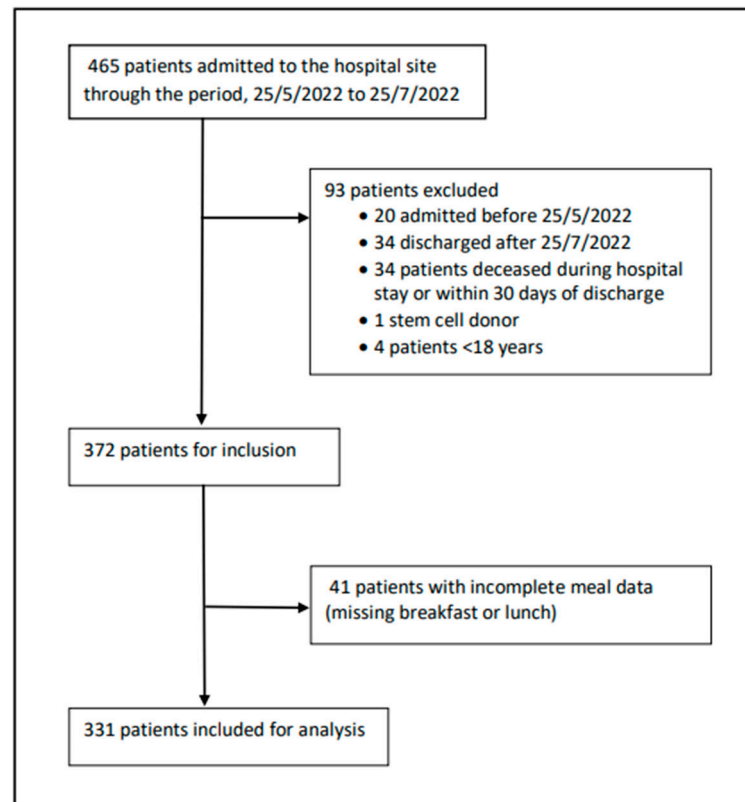 465 patients admitted to the hospital site
through the period, 25/5/2022 to 25/7/2022
93 patients excluded
• 20 admitted before 25/5/2022
• 34 discharged after 25/7/2022
• 34 patients deceased during hospital
stay or within 30 days of discharge
• 1 stem cell donor
• 4 patients <18 years
372 patients for inclusion
41 patients with incomplete meal data
(missing breakfast or lunch)
331 patients included for analysis